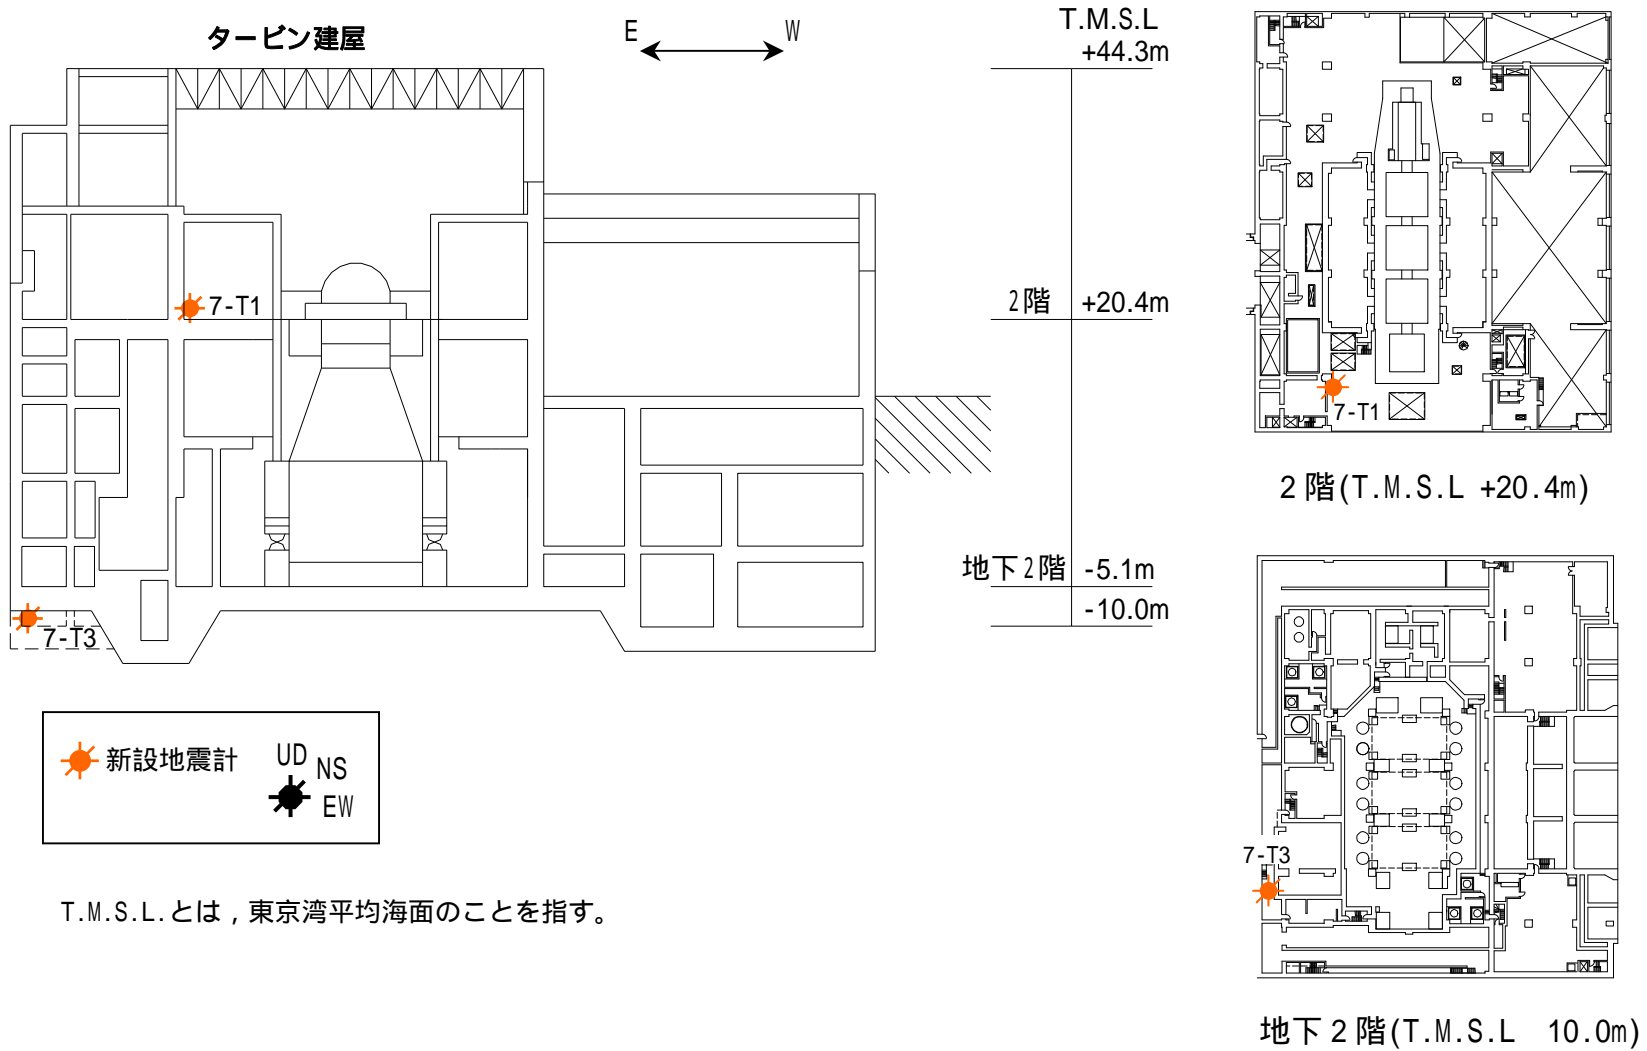 タービン建屋
E W
T.M.S.L
+44.3m
7-T1
2階 +20.4m
7-T1
2階(T.M.S.L +20.4m)
地下2階 -5.1m
-10.0m
7-T3
新設地震計
UD
NS
EW
7-T3
T.M.S.L.とは,東京湾平均海面のことを指す。
地下2階(T.M.S.L 10.0m)